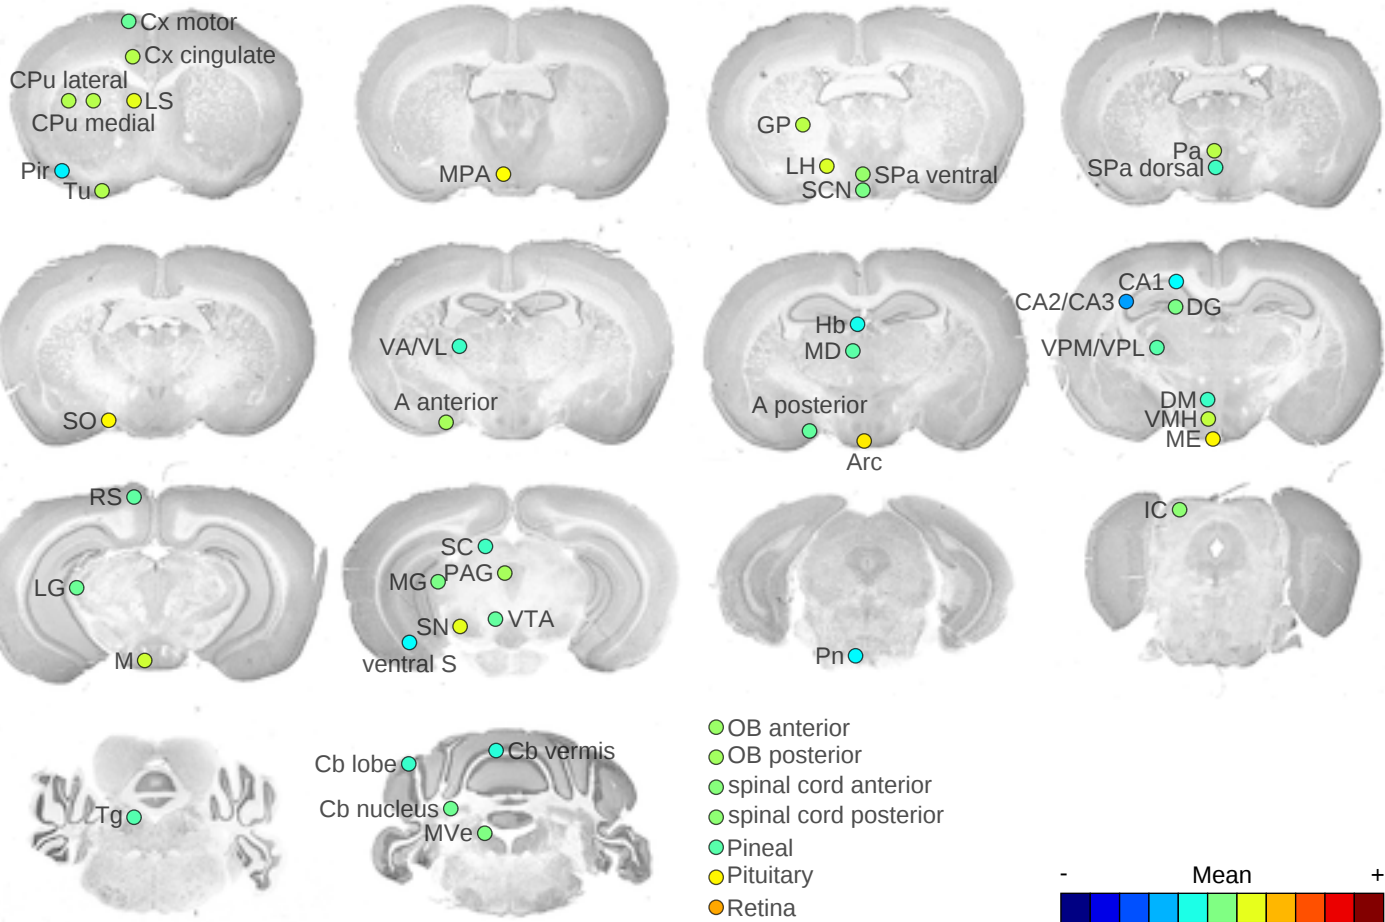 Cx motor
Cx cingulate
CPu lateral
LS
CPu medial
Pir
Tu
MPA
GP
LH
SPa ventral
SCN
Pa
SPa dorsal
SO
VA/VL
A anterior
Hb
MD
A posterior
Arc
CA1
CA2/CA3
DG
VPM/VPL
DM
VMH
ME
RS
LG
M
SC
PAG
MG
VTA
SN
ventral S
Pn
IC
Tg
Cb vermis
Cb lobe
Cb nucleus
MVe
OB anterior
OB posterior
spinal cord anterior
spinal cord posterior
Pineal
Pituitary
Retina
- Mean +